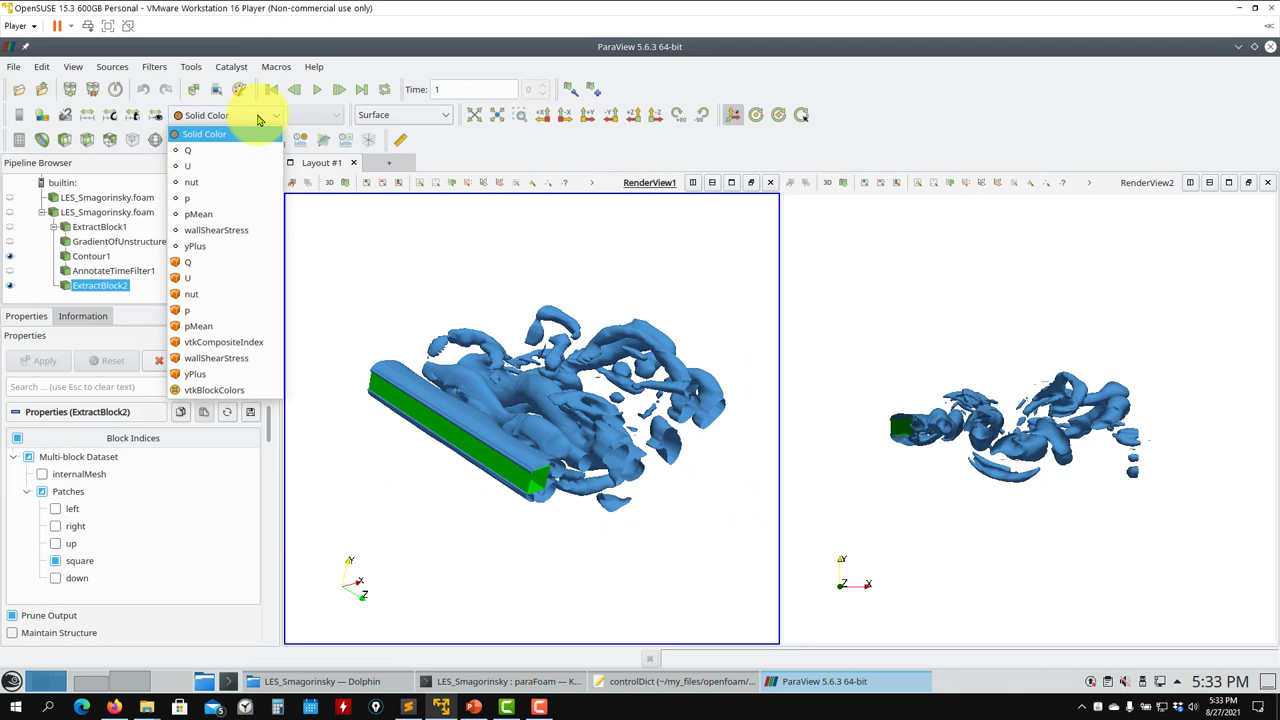 OpenSUSE 15.3 600GB Personal - VMware Workstation 16 Player (Non-commercial use only)
Player
ParaView 5.6.3 64-bit
File Edit View Sources Filters Tools Catalyst Macros Help
Time: 1 0
Solid Color Surface
Solid Color
Q
U
nut
p
pMean
wallShearStress
yPlus
Q
U
nut
p
pMean
vtkCompositeIndex
wallShearStress
yPlus
vtkBlockColors
Pipeline Browser
builtin:
LES_Smagorinsky.foam
LES_Smagorinsky.foam
ExtractBlock1
GradientOfUnstructure
Contour1
AnnotateTimeFilter1
ExtractBlock2
Properties Information
Properties
Apply Reset
Search ... (use Esc to clear text)
Properties (ExtractBlock2)
Block Indices
Multi-block Dataset
internalMesh
Patches
left
right
up
square
down
Prune Output
Maintain Structure
Layout #1 +
3D RenderView1
3D RenderView2
Y
X
Z
Y
Z X
LES_Smagorinsky — Dolphin LES_Smagorinsky : paraFoam — K... controlDict (~/my_files/openfoam/... ParaView 5.6.3 64-bit 5:33 PM
5:33 PM
8/27/2021